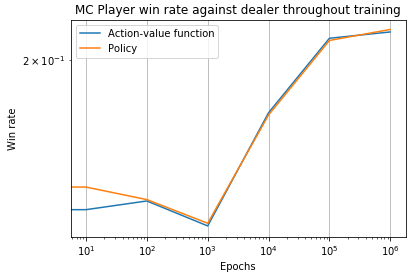 MC Player win rate against dealer throughout training
Action-value function
Policy
2 × 10⁻¹
Win rate
10¹ 10² 10³ 10⁴ 10⁵ 10⁶
Epochs